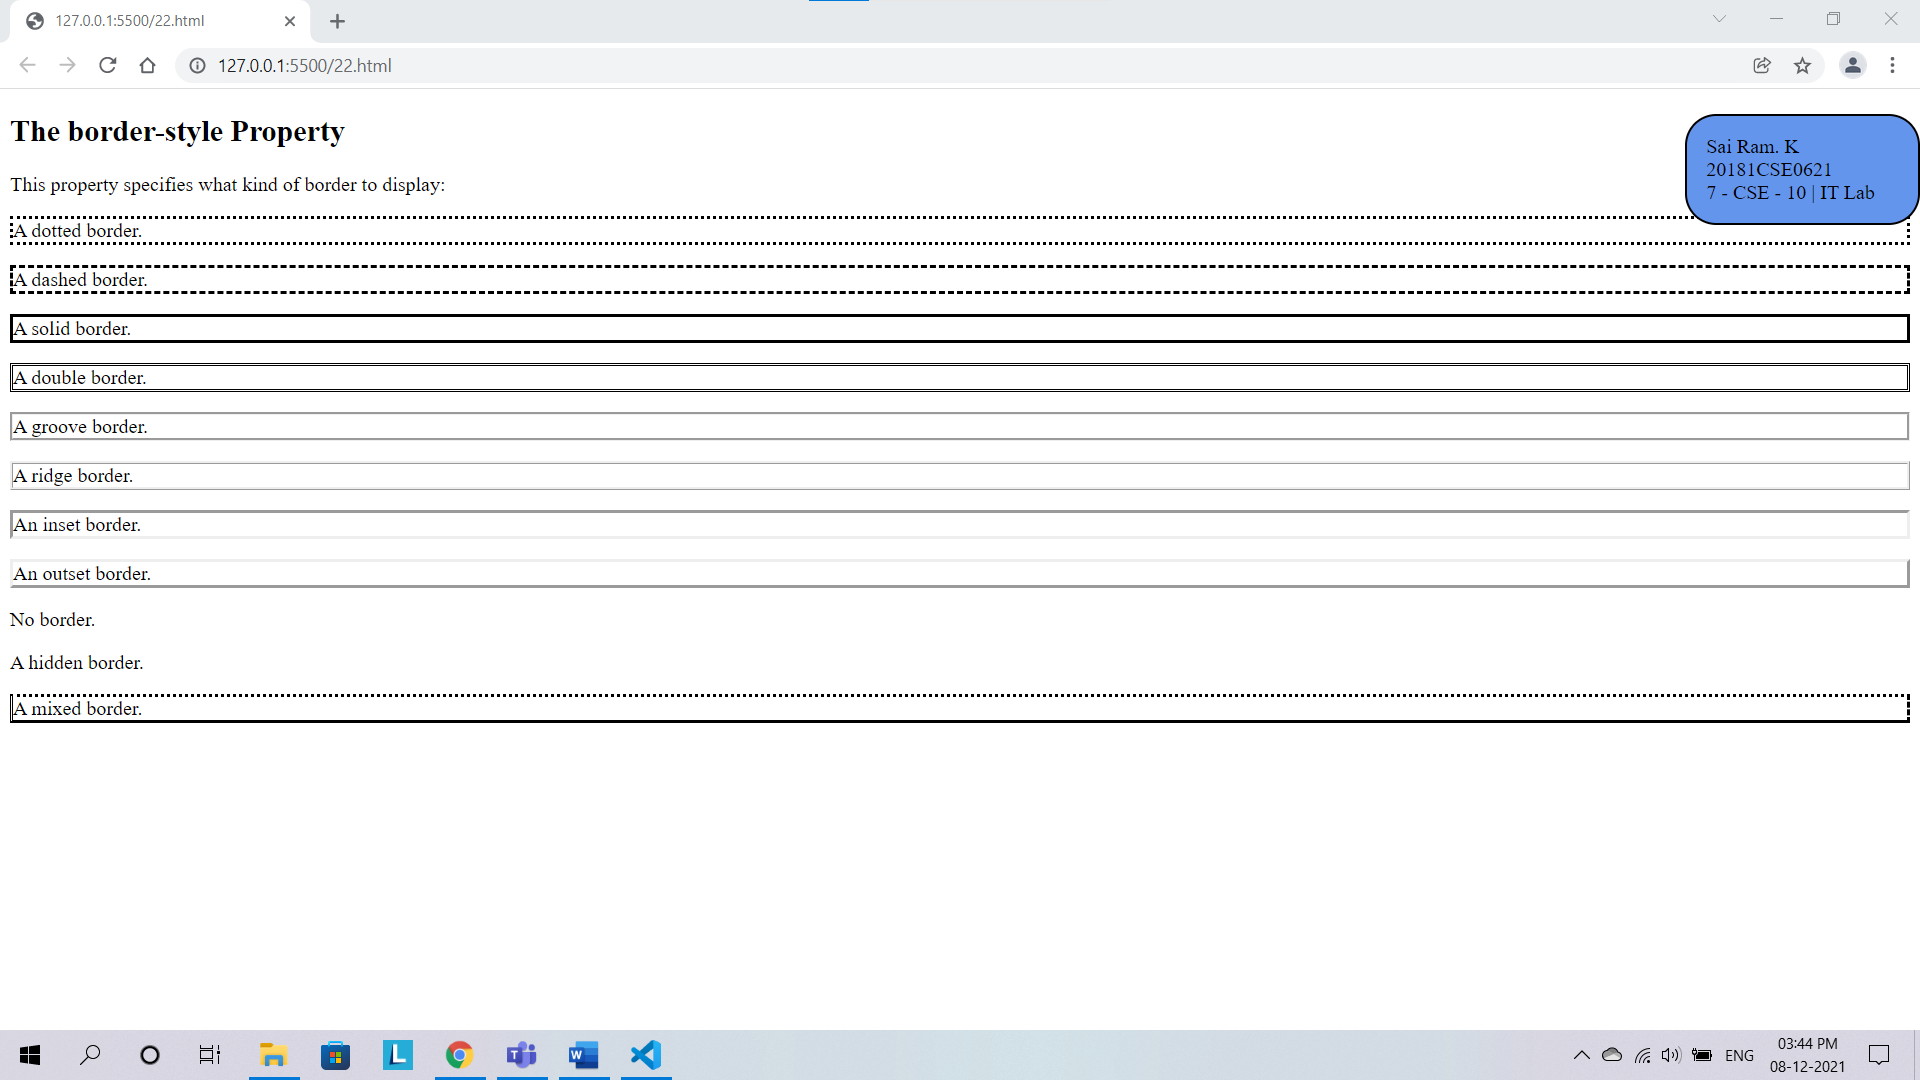 127.0.0.1:5500/22.html
127.0.0.1:5500/22.html
The border-style Property
This property specifies what kind of border to display:
Sai Ram. K
20181CSE0621
7 - CSE - 10 | IT Lab
A dotted border.
A dashed border.
A solid border.
A double border.
A groove border.
A ridge border.
An inset border.
An outset border.
No border.
A hidden border.
A mixed border.
L
T
W
ENG
03:44 PM
08-12-2021